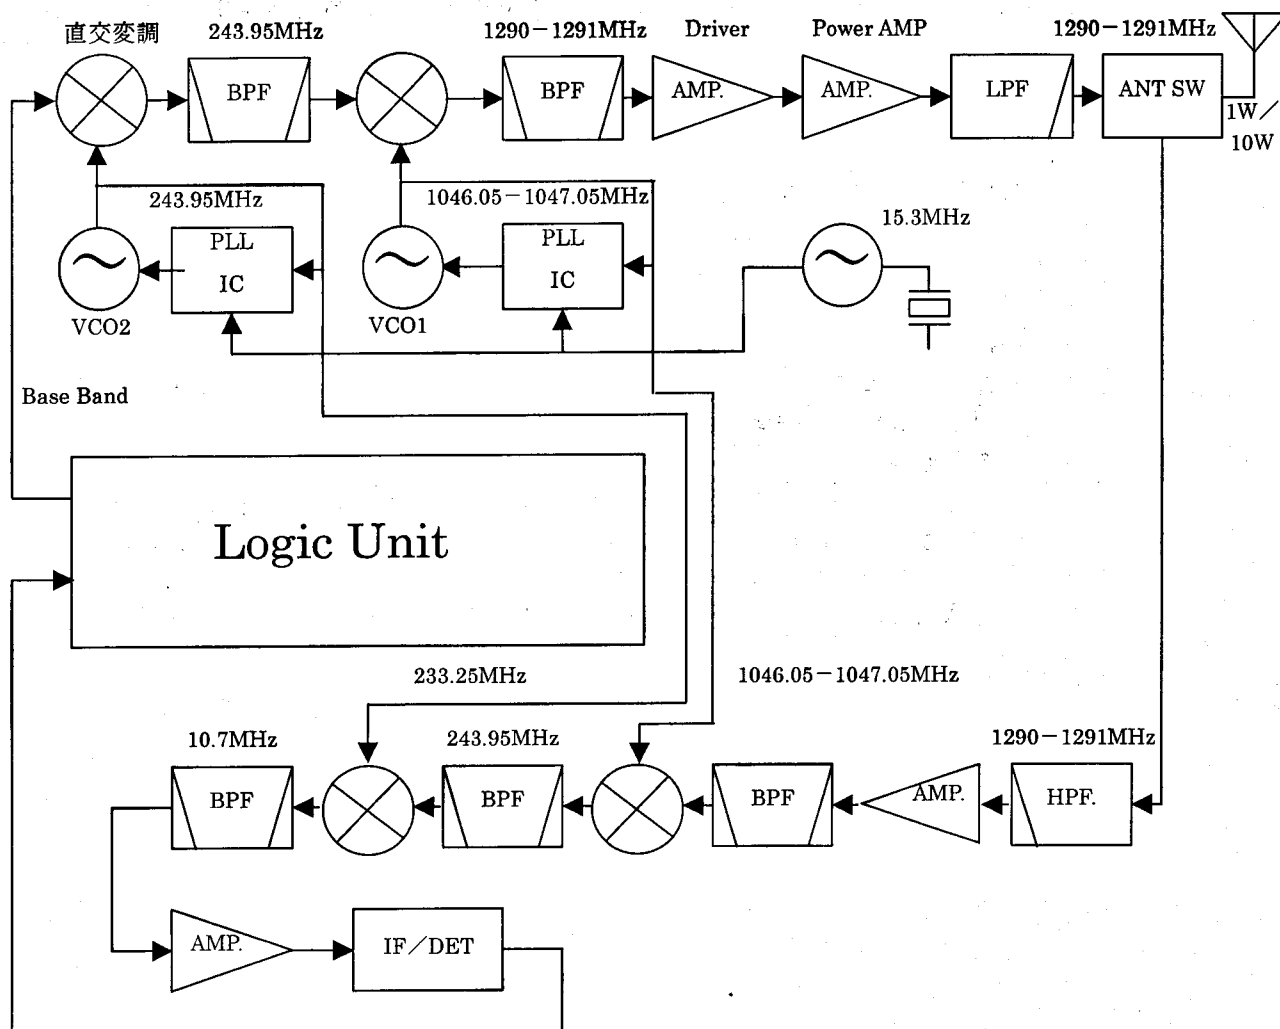 直交変調
243.95MHz
1290－1291MHz
Driver
Power AMP
1290－1291MHz
BPF
BPF
AMP.
AMP.
LPF
ANT SW
1W／
10W
243.95MHz
1046.05－1047.05MHz
15.3MHz
PLL
IC
PLL
IC
VCO2
VCO1
Base Band
Logic Unit
233.25MHz
1046.05－1047.05MHz
10.7MHz
243.95MHz
1290－1291MHz
BPF
BPF
BPF
AMP.
HPF.
AMP.
IF／DET